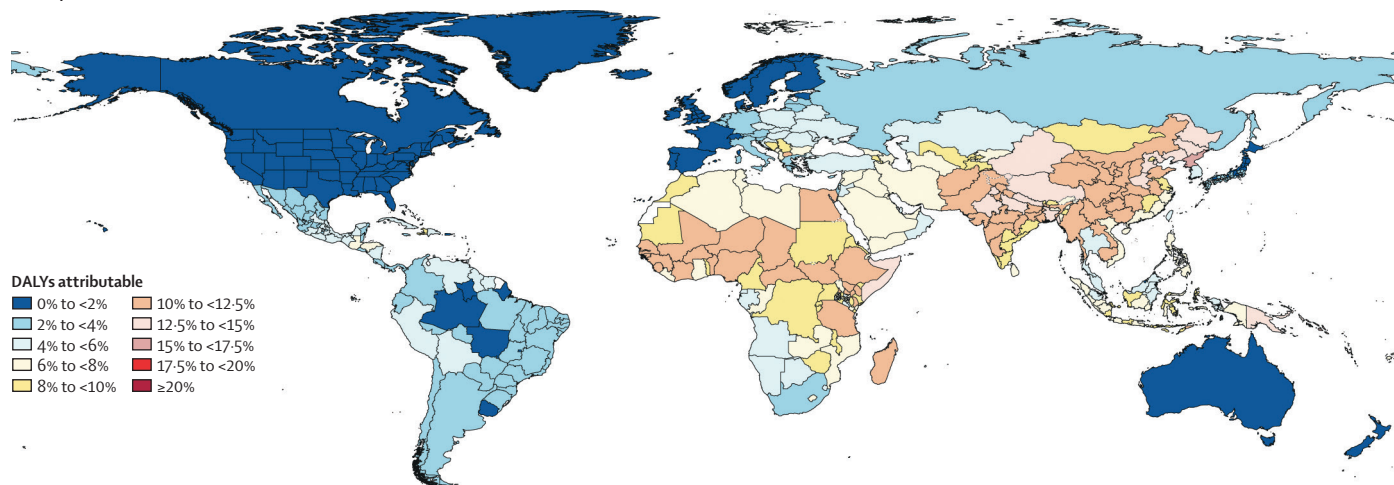 DALYs attributable
0% to <2%
2% to <4%
4% to <6%
6% to <8%
8% to <10%
10% to <12·5%
12·5% to <15%
15% to <17·5%
17·5% to <20%
≥20%